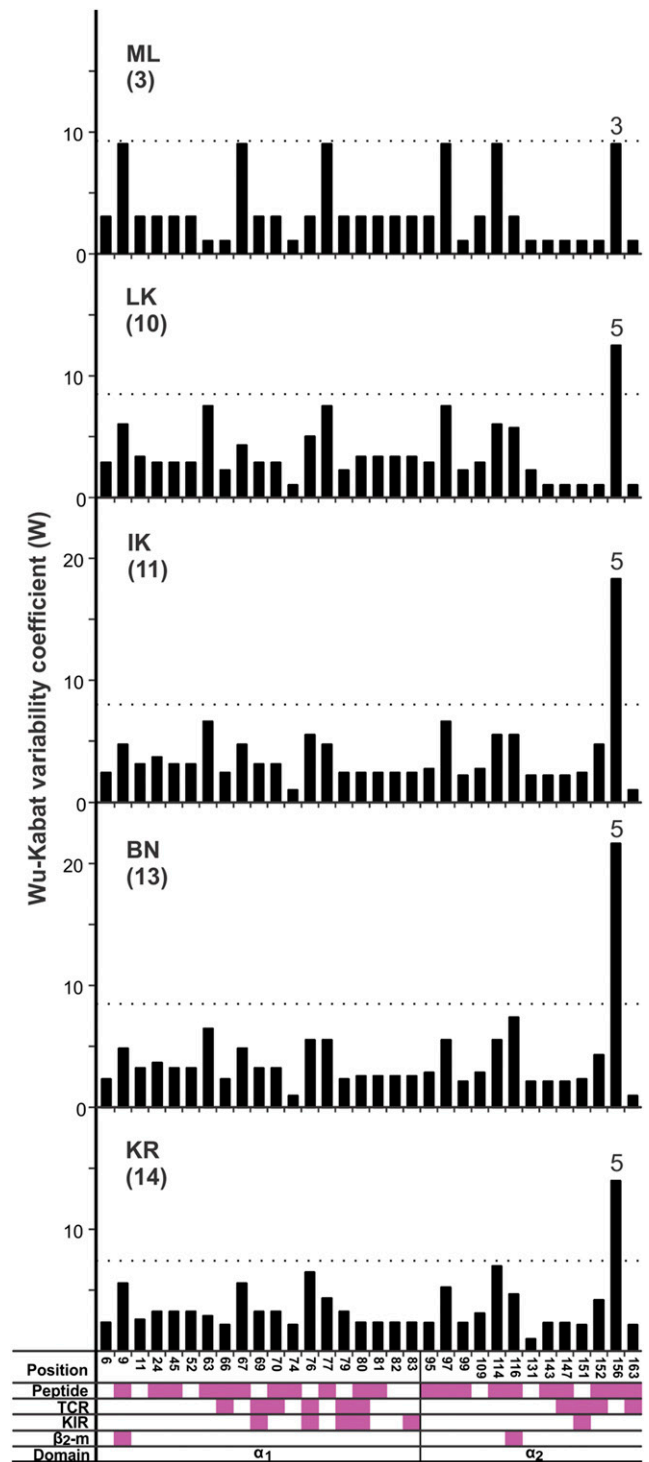 ML
(3)
10
3
0
LK
(10)
10
5
0
IK
(11)
20
5
10
0
BN
(13)
20
5
10
0
KR
(14)
10
5
Wu-Kabat variability coefficient (W)
Position 6 9 11 24 45 52 63 66 67 69 70 74 76 77 79 80 81 82 83 95 97 99 109 114 116 131 143 147 151 152 156 163
Peptide
TCR
KIR
β2-m
Domain α1 α2